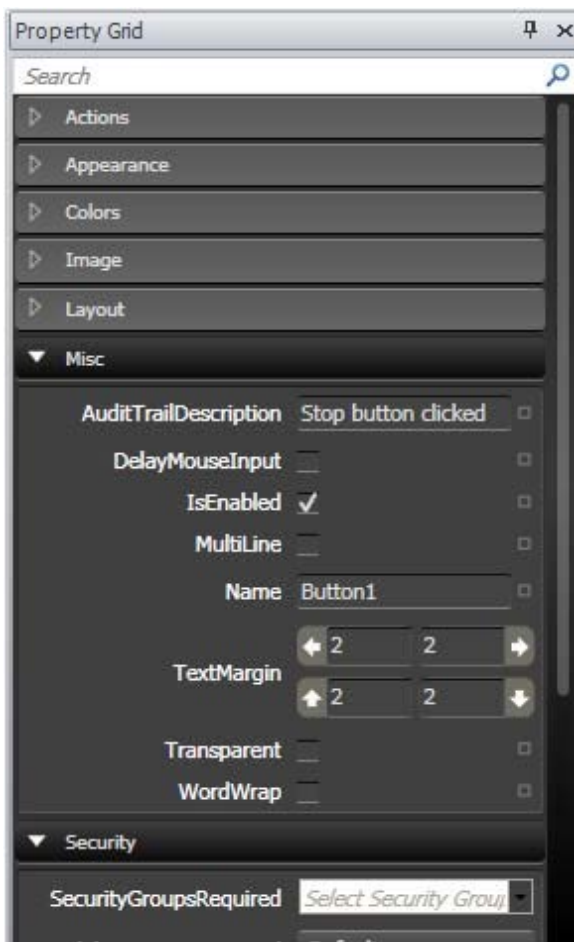 Property Grid
Search
Actions
Appearance
Colors
Image
Layout
Misc
AuditTrailDescription Stop button clicked
DelayMouseInput
IsEnabled
MultiLine
Name Button1
2 2
TextMargin
2 2
Transparent
WordWrap
Security
SecurityGroupsRequired Select Security Group